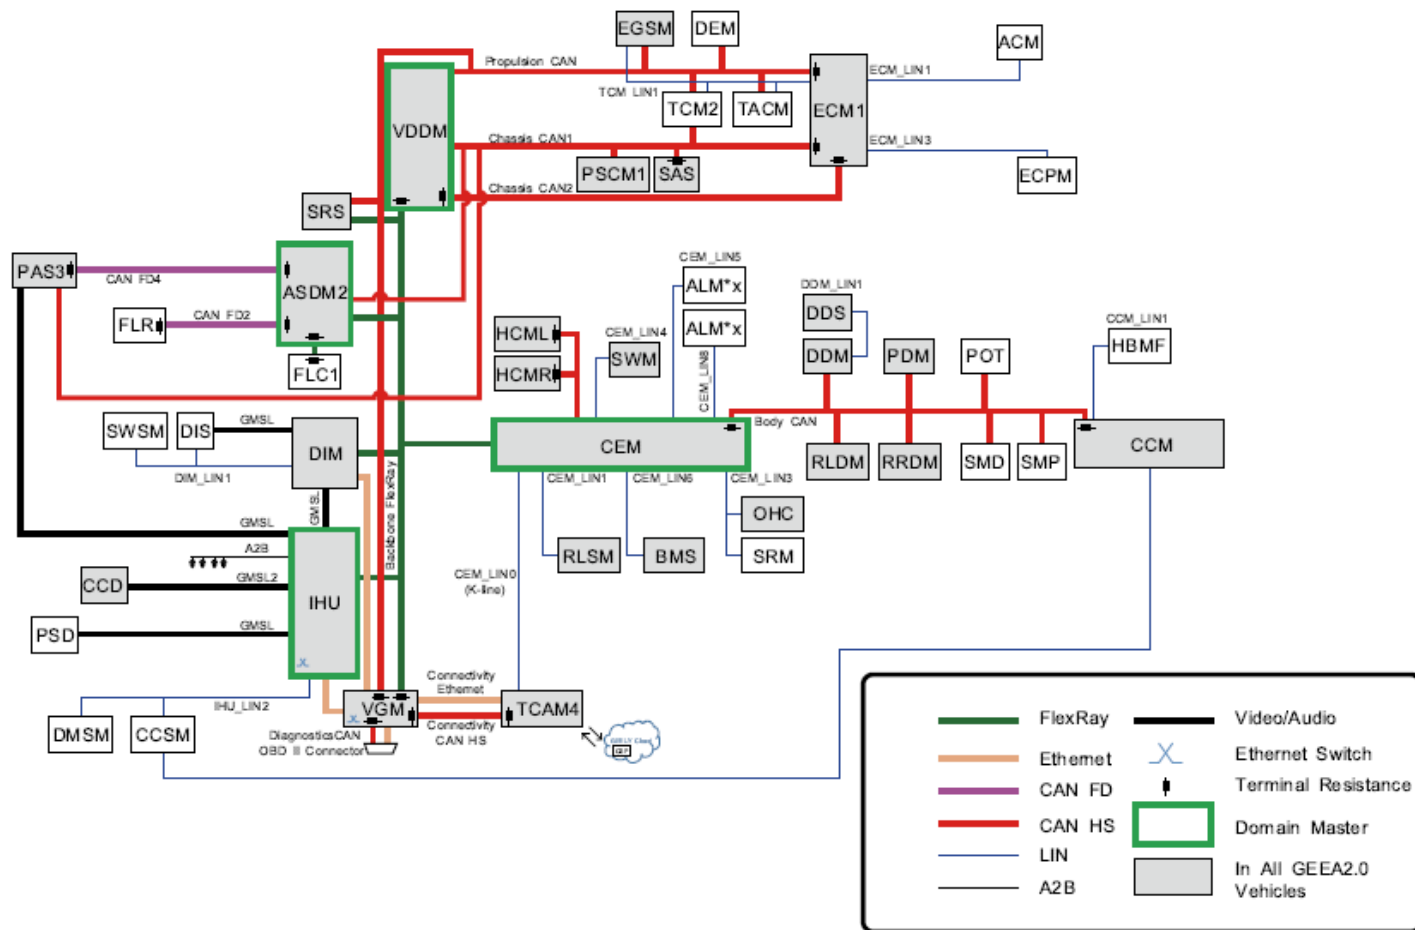 EGSM
DEM
ACM
Propulsion CAN
ECM_LIN1
VDDM
TCM LIN1
TCM2
TACM
ECM1
Chassis CAN1
ECM_LIN3
PSCM1
SAS
ECPM
Chassis CAN2
SRS
PAS3
CAN FD4
ASDM2
CEM_LIN5
ALM*x
DDM_LIN1
DDS
FLR
CAN FD2
CCM_LIN1
HCML
CEM_LIN4
ALM*x
HBMF
FLC1
HCMR
SWM
CEM_LIN8
DDM
PDM
POT
SWSM
DIS
GMSL
DIM
Body CAN
CEM
CCM
DIM_LIN1
RLDM
RRDM
SMD
SMP
CEM_LIN1
CEM_LIN6
CEM_LIN3
GMSL
Backbone FlexRay
OHC
GMSL
A2B
RLSM
BMS
SRM
CCD
GMSL2
IHU
CEM_LIN0
(K-line)
PSD
GMSL
Connectivity
Ethernet
IHU_LIN2
VGM
TCAM4
DMSM
CCSM
DiagnosticsCAN
OBD II Connector
Connectivity
CAN HS
FlexRay
Video/Audio
Ethernet
Ethernet Switch
CAN FD
Terminal Resistance
CAN HS
Domain Master
LIN
In All GEEA2.0
Vehicles
A2B